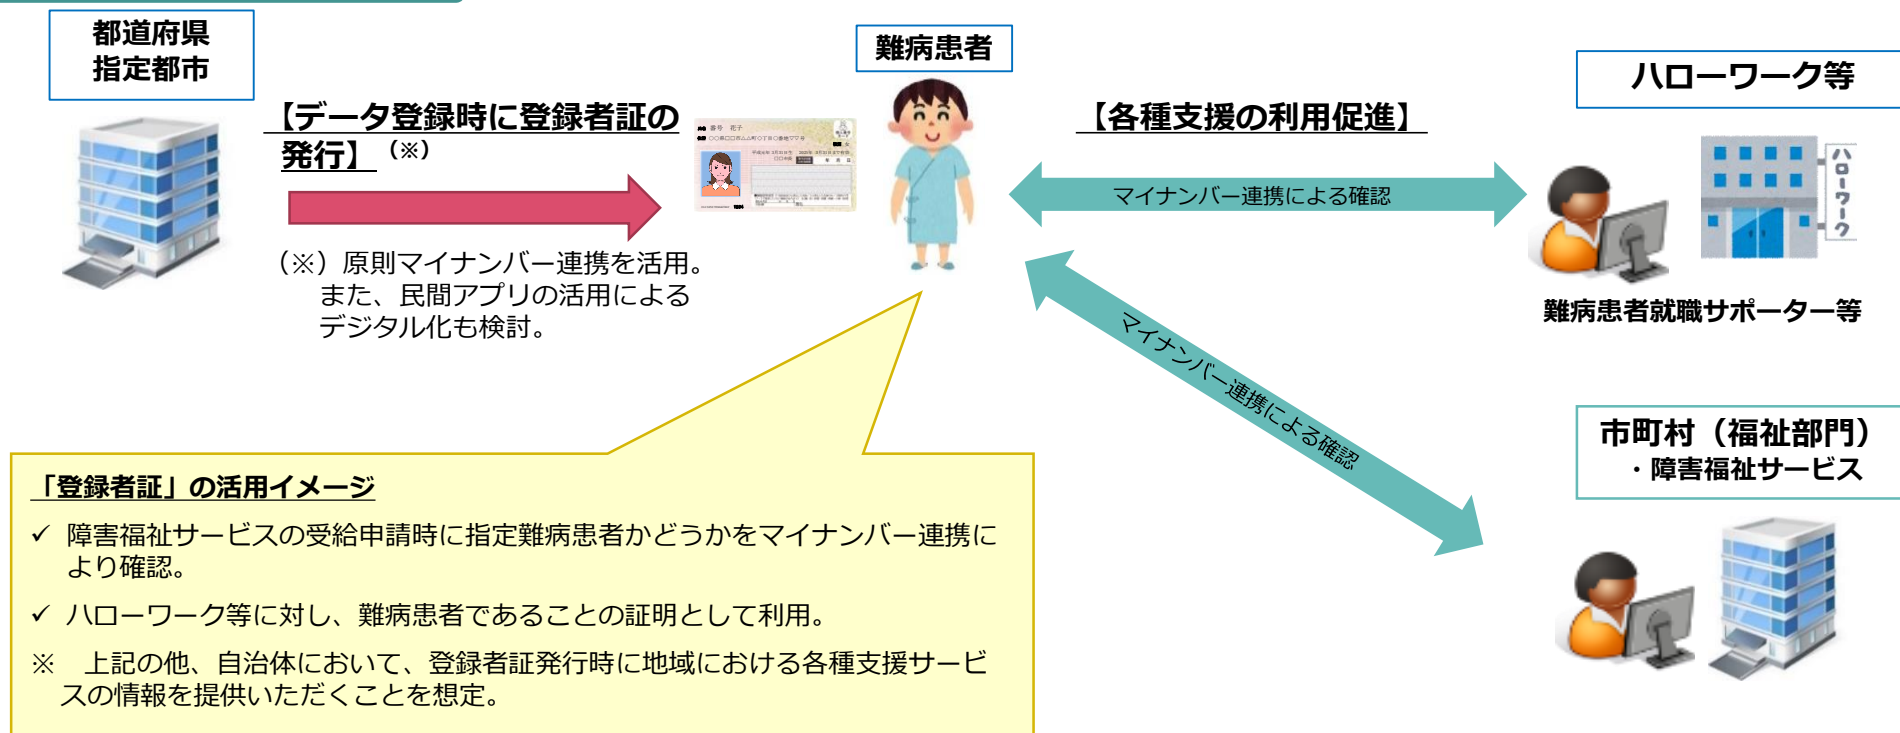 都道府県
指定都市
【データ登録時に登録者証の
発行】（※）
（※）原則マイナンバー連携を活用。
また、民間アプリの活用による
デジタル化も検討。
難病患者
番号 花子
【各種支援の利用促進】
マイナンバー連携による確認
マイナンバー連携による確認
ハローワーク等
ハローワーク
難病患者就職サポーター等
市町村（福祉部門）
・障害福祉サービス
「登録者証」の活用イメージ
✓ 障害福祉サービスの受給申請時に指定難病患者かどうかをマイナンバー連携に
より確認。
✓ ハローワーク等に対し、難病患者であることの証明として利用。
※　上記の他、自治体において、登録者証発行時に地域における各種支援サービ
スの情報を提供いただくことを想定。